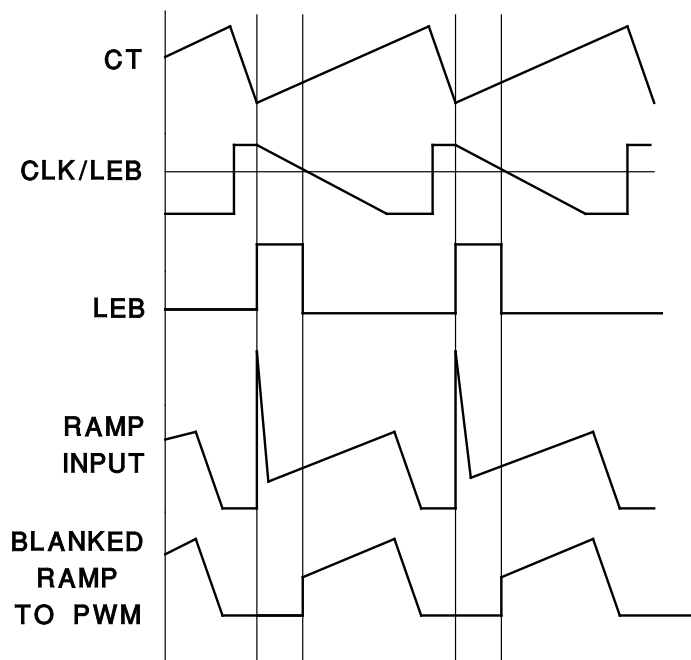 CT
CLK/LEB
LEB
RAMP
INPUT
BLANKED
RAMP
TO PWM